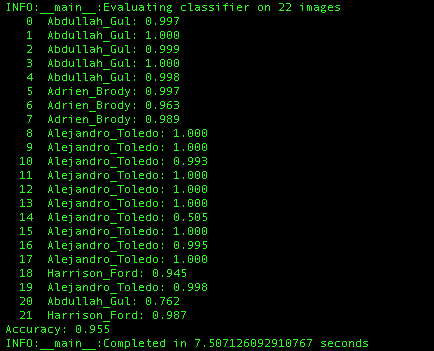 INFO:__main__:Evaluating classifier on 22 images
0 Abdullah_Gul: 0.997
1 Abdullah_Gul: 1.000
2 Abdullah_Gul: 0.999
3 Abdullah_Gul: 1.000
4 Abdullah_Gul: 0.998
5 Adrien_Brody: 0.997
6 Adrien_Brody: 0.963
7 Adrien_Brody: 0.989
8 Alejandro_Toledo: 1.000
9 Alejandro_Toledo: 1.000
10 Alejandro_Toledo: 0.993
11 Alejandro_Toledo: 1.000
12 Alejandro_Toledo: 1.000
13 Alejandro_Toledo: 1.000
14 Alejandro_Toledo: 0.505
15 Alejandro_Toledo: 1.000
16 Alejandro_Toledo: 0.995
17 Alejandro_Toledo: 1.000
18 Harrison_Ford: 0.945
19 Alejandro_Toledo: 0.998
20 Abdullah_Gul: 0.762
21 Harrison_Ford: 0.987
Accuracy: 0.955
INFO:__main__:Completed in 7.507126092910767 seconds